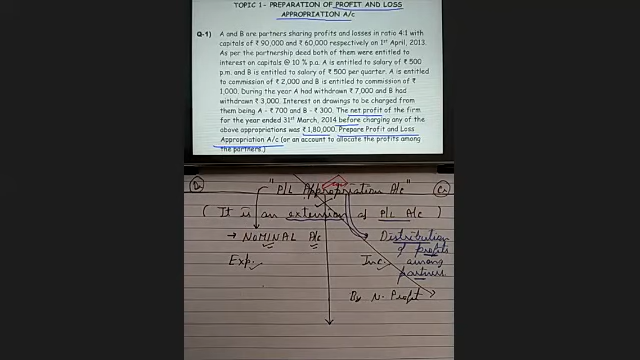 TOPIC 1- PREPARATION OF PROFIT AND LOSS
APPROPRIATION A/c
Q-1) A and B are partners sharing profits and losses in ratio 4:1 with
capitals of ₹ 90,000 and ₹ 60,000 respectively on 1st April, 2013.
As per the partnership deed both of them were entitled to
interest on capitals @ 10 % p.a. A is entitled to salary of ₹ 500
p.m. and B is entitled to salary of ₹ 500 per quarter. A is entitled
to commission of ₹ 2,000 and B is entitled to commission of ₹
1,000. During the year A had withdrawn ₹ 7,000 and B had
withdrawn ₹ 3,000. Interest on drawings to be charged from
them being A - ₹ 700 and B - ₹ 300. The net profit of the firm
for the year ended 31st March, 2014 before charging any of the
above appropriations was ₹ 1,80,000. Prepare Profit and Loss
Appropriation A/c (or an account to allocate the profits among
the partners.)
Dr "P/L Appropriation A/c" Cr
( It is an extension of P/L A/c )
→ NOMINAL A/c Distribution
of profits
Exp. Inc. among
partners
By N. Profit